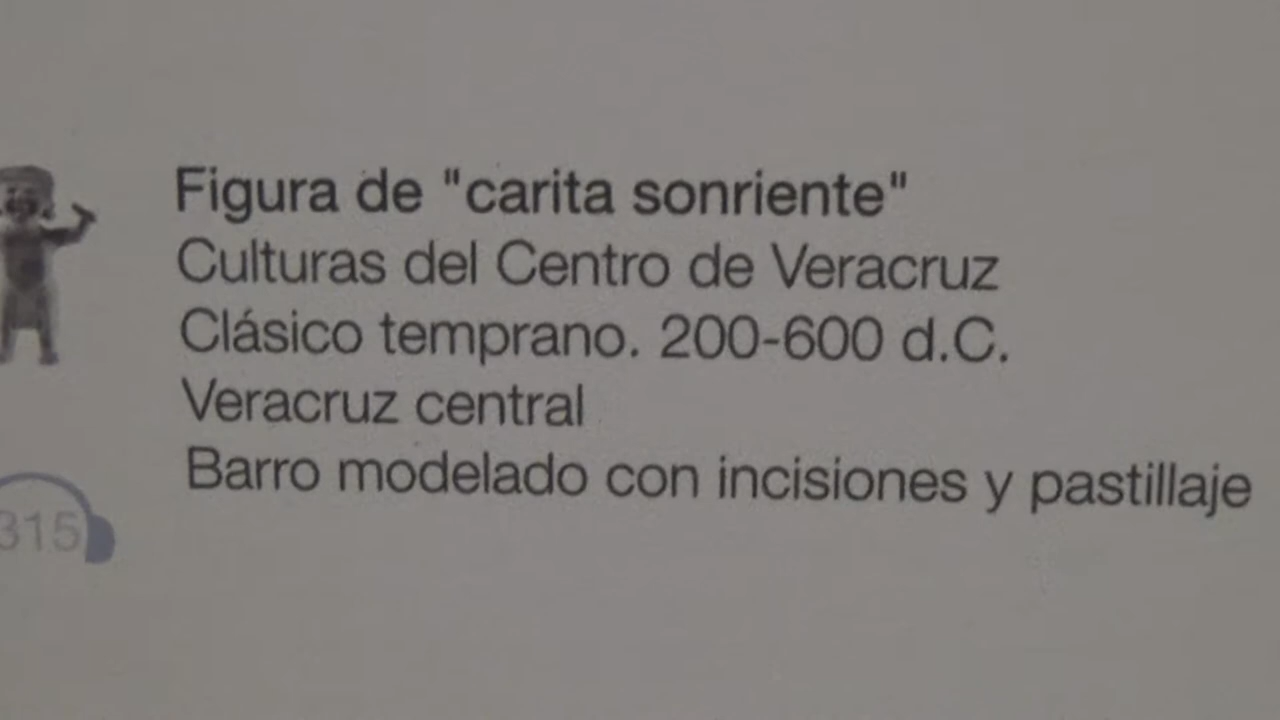 Figura de "carita sonriente"
Culturas del Centro de Veracruz
Clásico temprano. 200-600 d.C.
Veracruz central
Barro modelado con incisiones y pastillaje
315